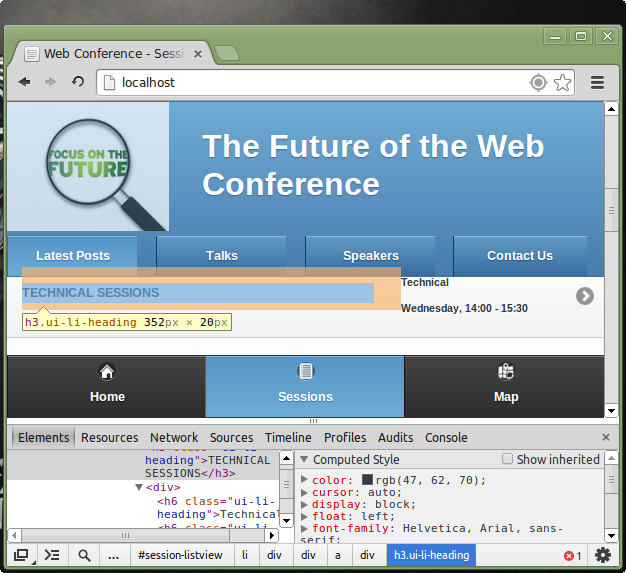 Web Conference - Sessi
localhost
FOCUS ON THE
FUTURE
The Future of the Web
Conference
Latest Posts
Talks
Speakers
Contact Us
TECHNICAL SESSIONS
Technical
Wednesday, 14:00 - 15:30
h3.ui-li-heading 352px × 20px
Home
Sessions
Map
Elements Resources Network Sources Timeline Profiles Audits Console
heading">TECHNICAL
SESSIONS</h3>
<div>
<h6 class="ui-li-
heading">Technical
Computed Style
Show inherited
color: rgb(47, 62, 70);
cursor: auto;
display: block;
float: left;
font-family: Helvetica, Arial, sans-
serif;
... #session-listview li div div a div h3.ui-li-heading
1